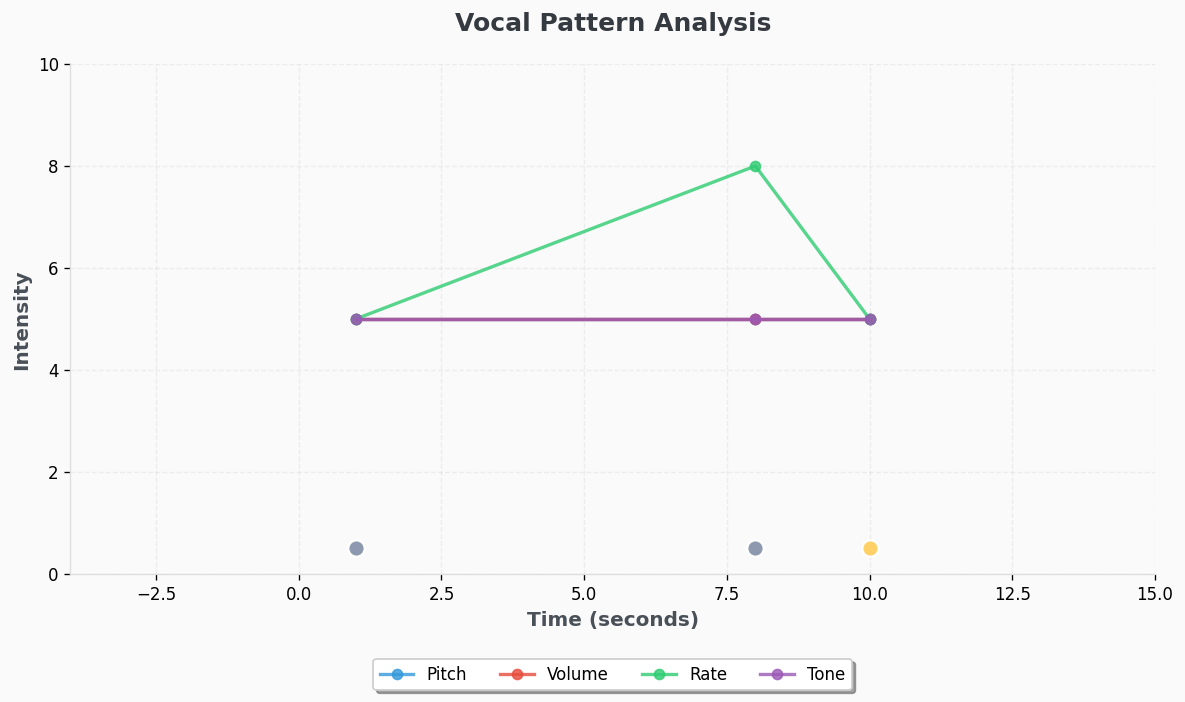 Vocal Pattern Analysis
10
8
6
4
2
0
Intensity
−2.5 0.0 2.5 5.0 7.5 10.0 12.5 15.0
Time (seconds)
Pitch Volume Rate Tone